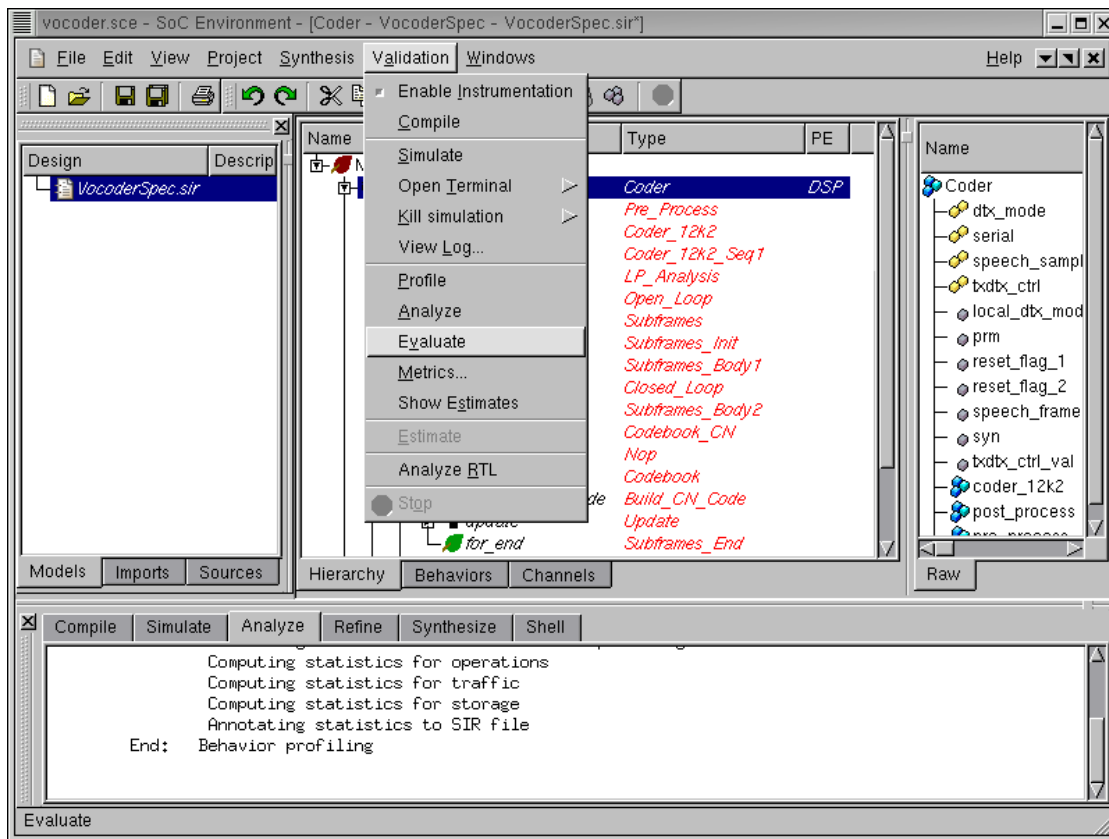 vocoder.sce - SoC Environment - [Coder - VocoderSpec - VocoderSpec.sir*]
File Edit View Project Synthesis Validation Windows Help
Enable Instrumentation
Compile
Simulate
Open Terminal
Kill simulation
View Log...
Profile
Analyze
Evaluate
Metrics...
Show Estimates
Estimate
Analyze RTL
Stop
Design Descrip
VocoderSpec.sir
Models Imports Sources
Name Type PE
Coder DSP
Pre_Process
Coder_12k2
Coder_12k2_Seq1
LP_Analysis
Open_Loop
Subframes
Subframes_Init
Subframes_Body1
Closed_Loop
Subframes_Body2
Codebook_CN
Nop
Codebook
de Build_CN_Code
update Update
for_end Subframes_End
Hierarchy Behaviors Channels
Name
Coder
dtx_mode
serial
speech_sampl
txdtx_ctrl
local_dtx_mod
prm
reset_flag_1
reset_flag_2
speech_frame
syn
txdtx_ctrl_val
coder_12k2
post_process
Raw
Compile Simulate Analyze Refine Synthesize Shell
Computing statistics for operations
Computing statistics for traffic
Computing statistics for storage
Annotating statistics to SIR file
End: Behavior profiling
Evaluate